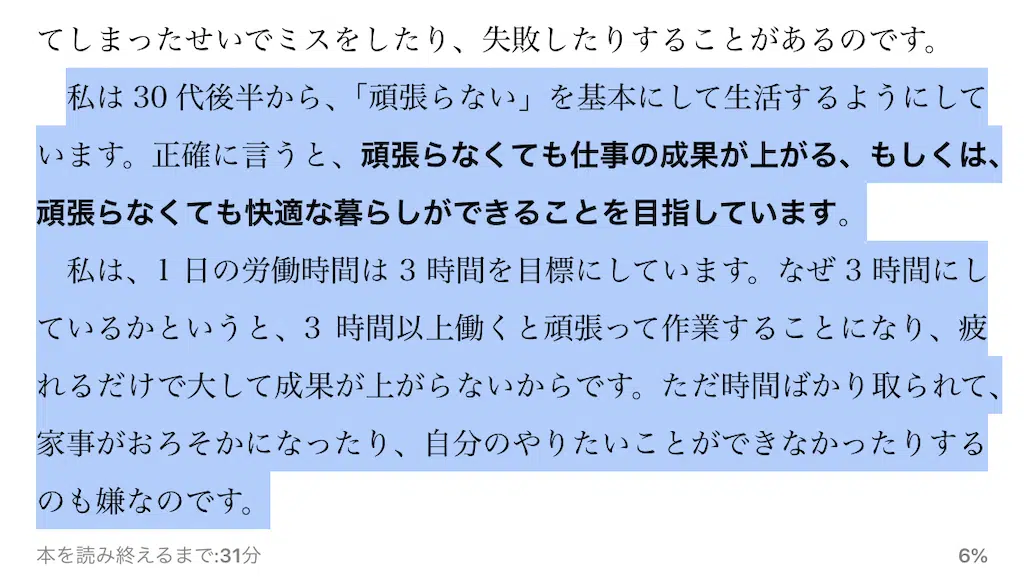 てしまったせいでミスをしたり、失敗したりすることがあるのです。
私は 30 代後半から、「頑張らない」を基本にして生活するようにして
います。正確に言うと、頑張らなくても仕事の成果が上がる、もしくは、
頑張らなくても快適な暮らしができることを目指しています。
私は、1 日の労働時間は 3 時間を目標にしています。なぜ 3 時間にし
ているかというと、3 時間以上働くと頑張って作業することになり、疲
れるだけで大して成果が上がらないからです。ただ時間ばかり取られて、
家事がおろそかになったり、自分のやりたいことができなかったりする
のも嫌なのです。
本を読み終えるまで:31分 6%